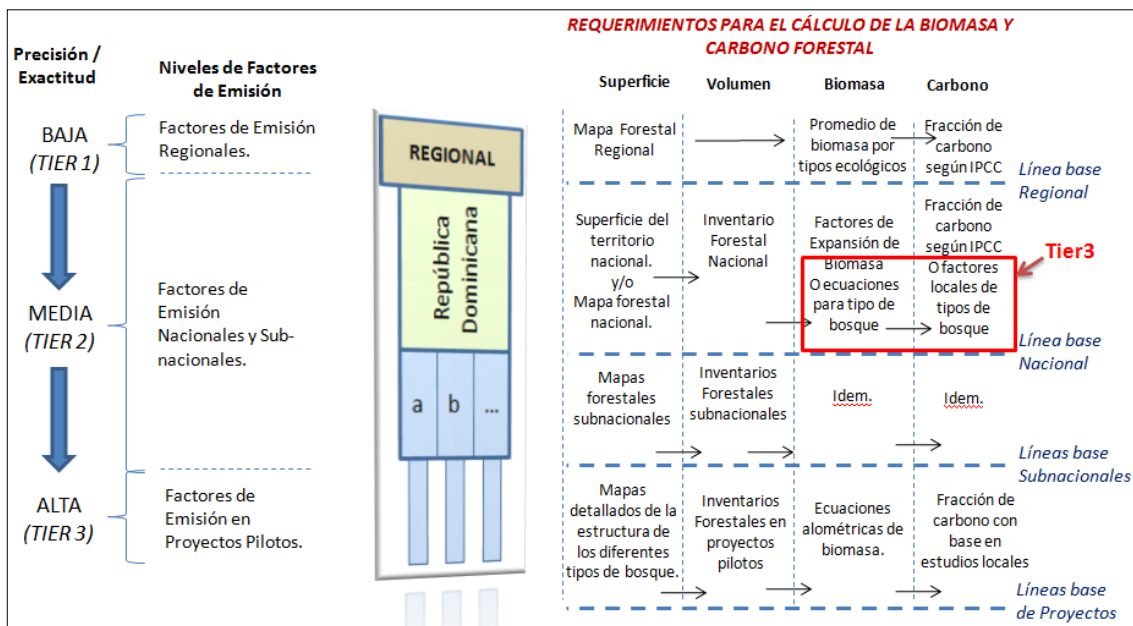 REQUERIMIENTOS PARA EL CÁLCULO DE LA BIOMASA Y
CARBONO FORESTAL
Precisión /
Exactitud
Niveles de Factores
de Emisión
BAJA
(TIER 1)
Factores de Emisión
Regionales.
MEDIA
(TIER 2)
Factores de
Emisión
Nacionales y Sub-
nacionales.
ALTA
(TIER 3)
Factores de
Emisión en
Proyectos Pilotos.
REGIONAL
República
Dominicana
a
b
...
Superficie
Volumen
Biomasa
Carbono
Mapa Forestal
Regional
Promedio de
biomasa por
tipos ecológicos
Fracción de
carbono
según IPCC
Línea base
Regional
Superficie del
territorio
nacional.
y/o
Mapa forestal
nacional.
Inventario
Forestal
Nacional
Factores de
Expansión de
Biomasa
O ecuaciones
para tipo de
bosque
Fracción de
carbono
según IPCC
O factores
locales de
tipos de
bosque
Tier3
Línea base
Nacional
Mapas
forestales
subnacionales
Inventarios
Forestales
subnacionales
Idem.
Idem.
Líneas base
Subnacionales
Mapas
detallados de la
estructura de
los diferentes
tipos de bosque.
Inventarios
Forestales en
proyectos
pilotos
Ecuaciones
alométricas de
biomasa.
Fracción de
carbono con
base en
estudios locales
Líneas base
de Proyectos